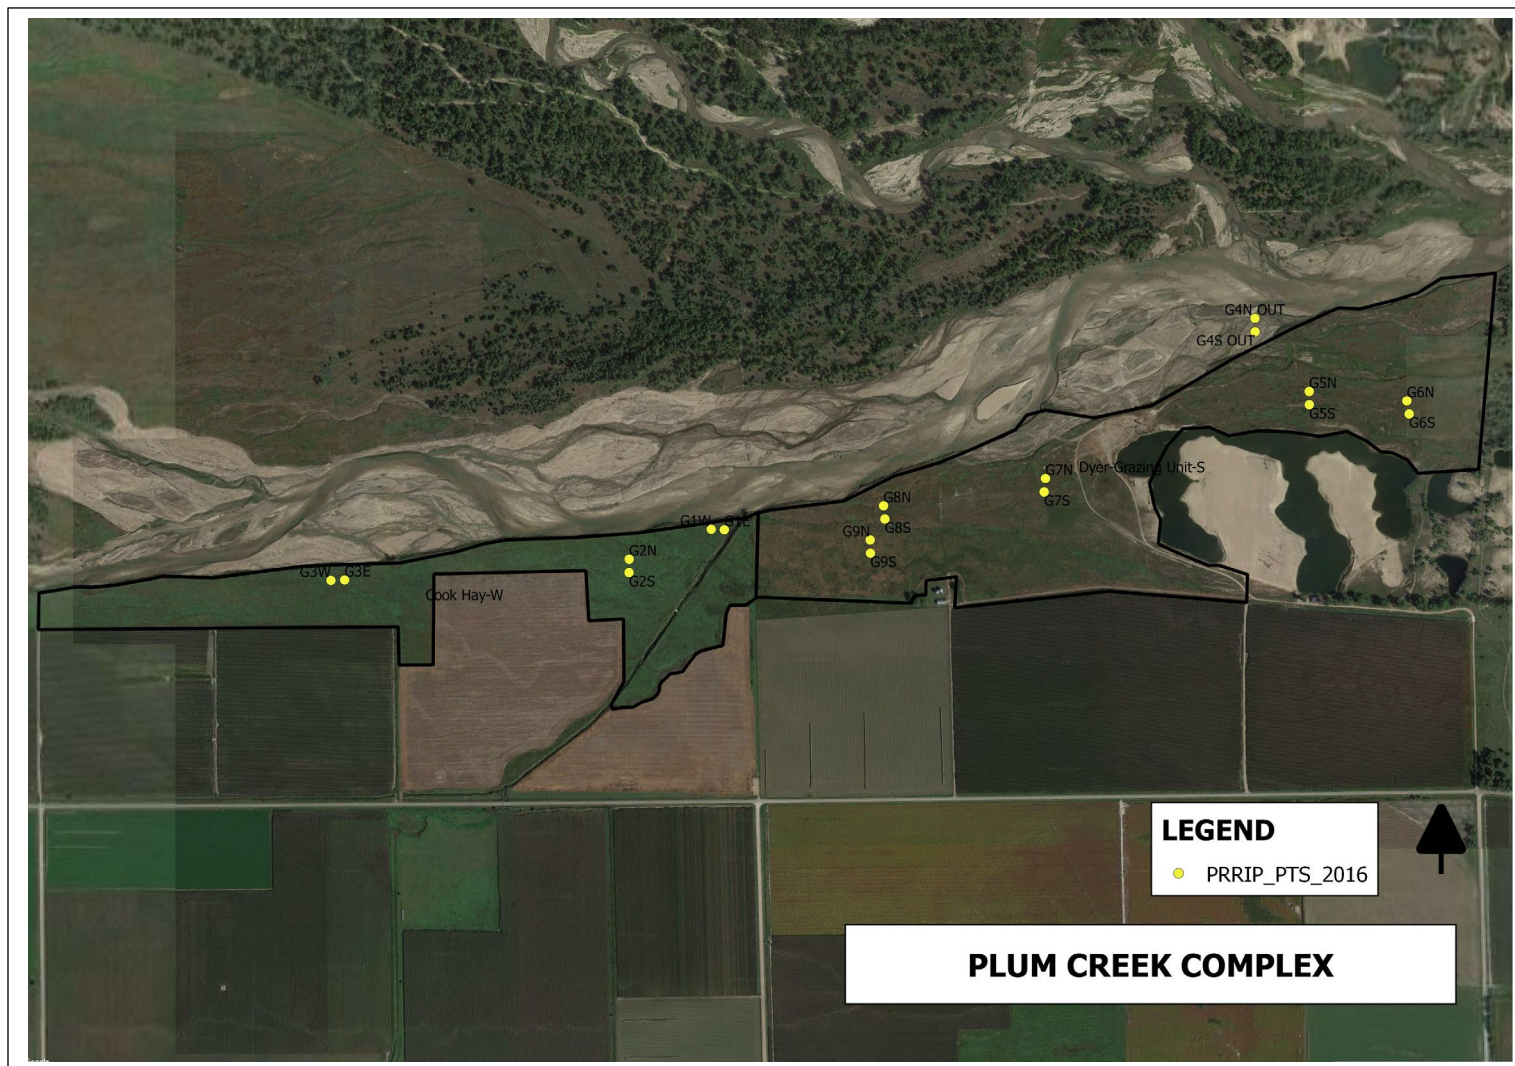 G4N OUT
G4S OUT
G5N
G5S
G6N
G6S
G7N
Dyer-Grazing Unit-S
G7S
G8N
G8S
G9N
G9S
G1W
G1E
G2N
G2S
G3W
G3E
Cook Hay-W
LEGEND
PRRIP_PTS_2016
PLUM CREEK COMPLEX